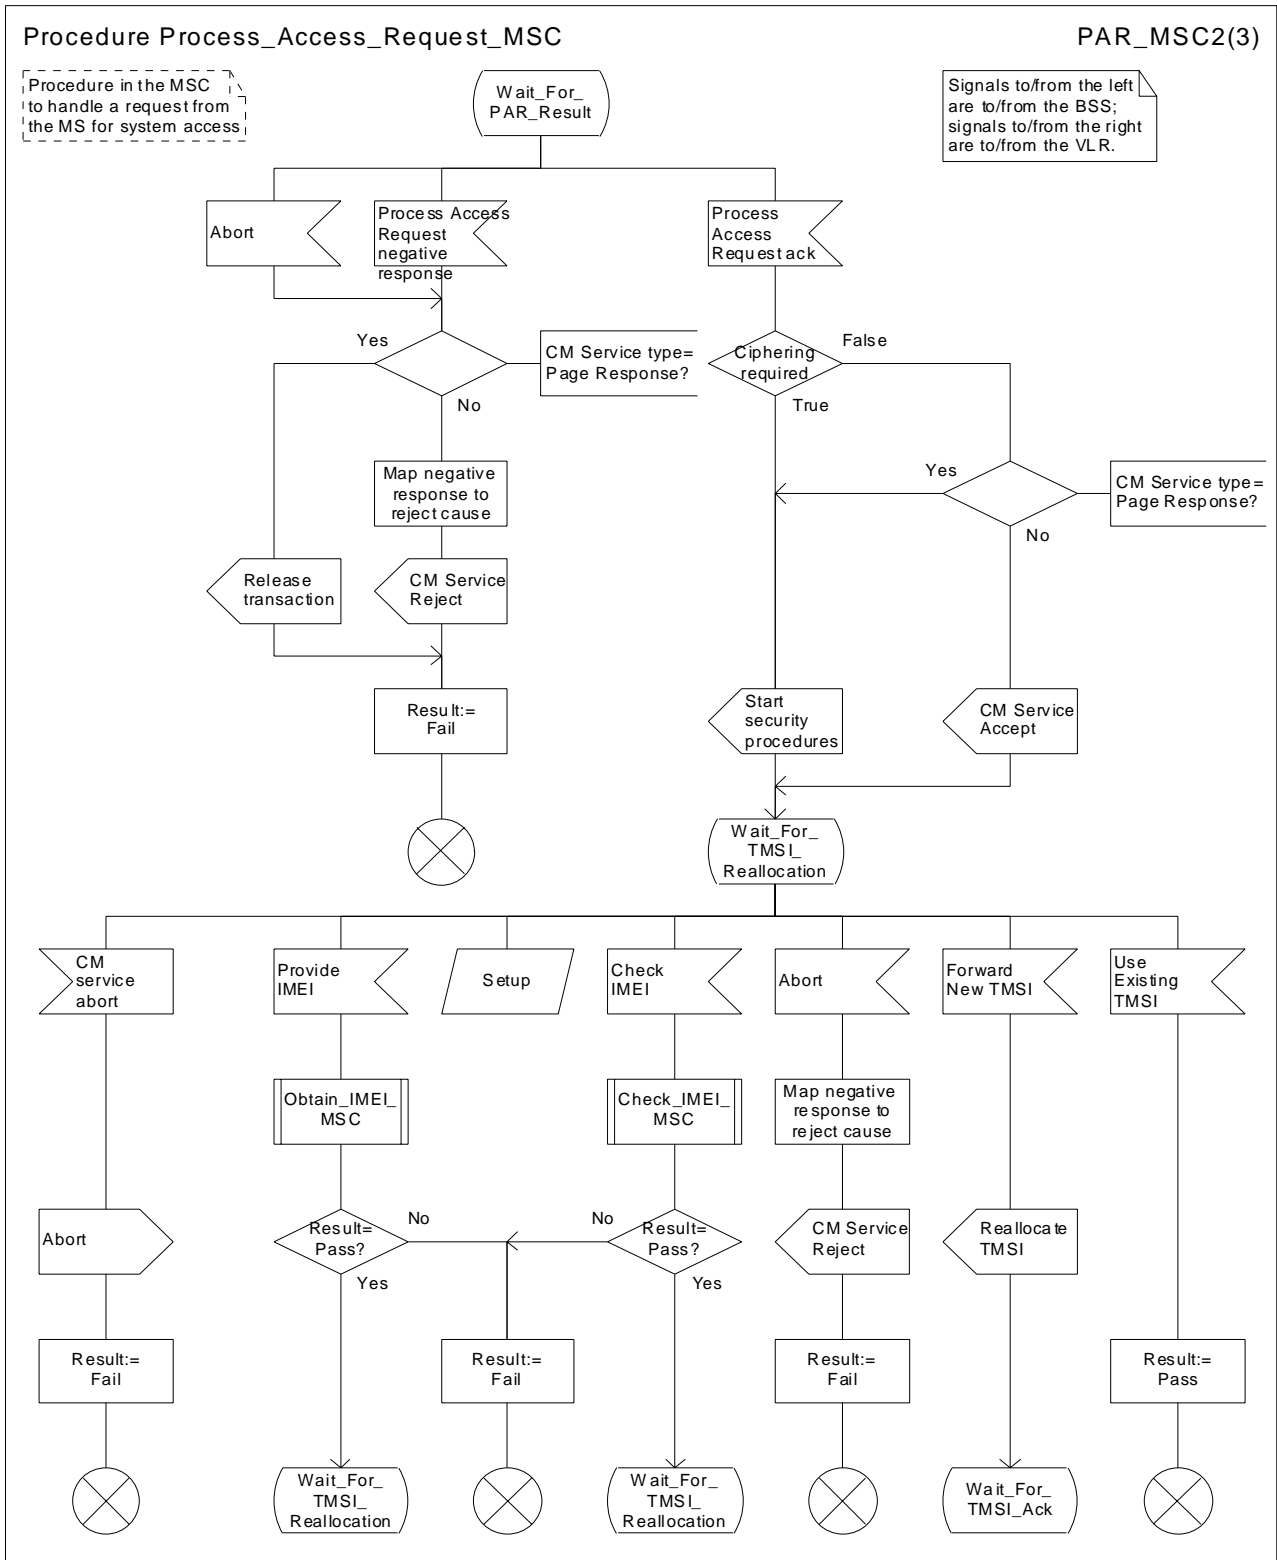 Procedure Process_Access_Request_MSC
PAR_MSC2(3)
Procedure in the MSC
to handle a request from
the MS for system access
Wait_For_
PAR_Result
Signals to/from the left
are to/from the BSS;
signals to/from the right
are to/from the VLR.
Abort
Process Access
Request
negative
response
Process
Access
Request ack
Yes
No
CM Service type=
Page Response?
Ciphering
required
False
True
Yes
No
CM Service type=
Page Response?
Map negative
response to
reject cause
Release
transaction
CM Service
Reject
Result:=
Fail
Start
security
procedures
CM Service
Accept
Wait_For_
TMSI_
Reallocation
CM
service
abort
Provide
IMEI
Setup
Check
IMEI
Abort
Forward
New TMSI
Use
Existing
TMSI
Obtain_IMEI_
MSC
Check_IMEI_
MSC
Map negative
response to
reject cause
Abort
Result=
Pass?
No
Yes
No
Result=
Pass?
Yes
CM Service
Reject
Reallocate
TMSI
Result:=
Fail
Result:=
Fail
Result:=
Fail
Result:=
Pass
Wait_For_
TMSI_
Reallocation
Wait_For_
TMSI_
Reallocation
Wait_For_
TMSI_Ack